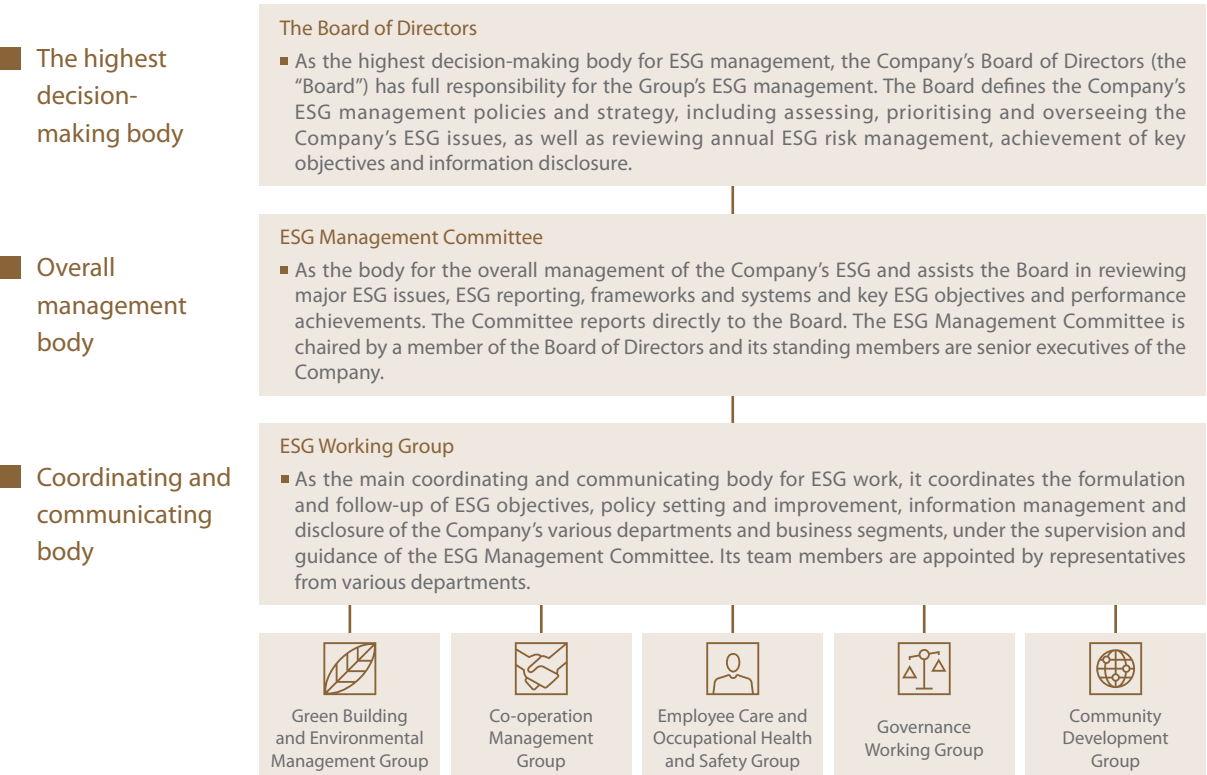 The highest
decision-
making body
The Board of Directors
As the highest decision-making body for ESG management, the Company’s Board of Directors (the
“Board”) has full responsibility for the Group’s ESG management. The Board defines the Company’s
ESG management policies and strategy, including assessing, prioritising and overseeing the
Company’s ESG issues, as well as reviewing annual ESG risk management, achievement of key
objectives and information disclosure.
Overall
management
body
ESG Management Committee
As the body for the overall management of the Company’s ESG and assists the Board in reviewing
major ESG issues, ESG reporting, frameworks and systems and key ESG objectives and performance
achievements. The Committee reports directly to the Board. The ESG Management Committee is
chaired by a member of the Board of Directors and its standing members are senior executives of the
Company.
Coordinating and
communicating
body
ESG Working Group
As the main coordinating and communicating body for ESG work, it coordinates the formulation
and follow-up of ESG objectives, policy setting and improvement, information management and
disclosure of the Company’s various departments and business segments, under the supervision and
guidance of the ESG Management Committee. Its team members are appointed by representatives
from various departments.
Green Building
and Environmental
Management Group
Co-operation
Management
Group
Employee Care and
Occupational Health
and Safety Group
Governance
Working Group
Community
Development
Group